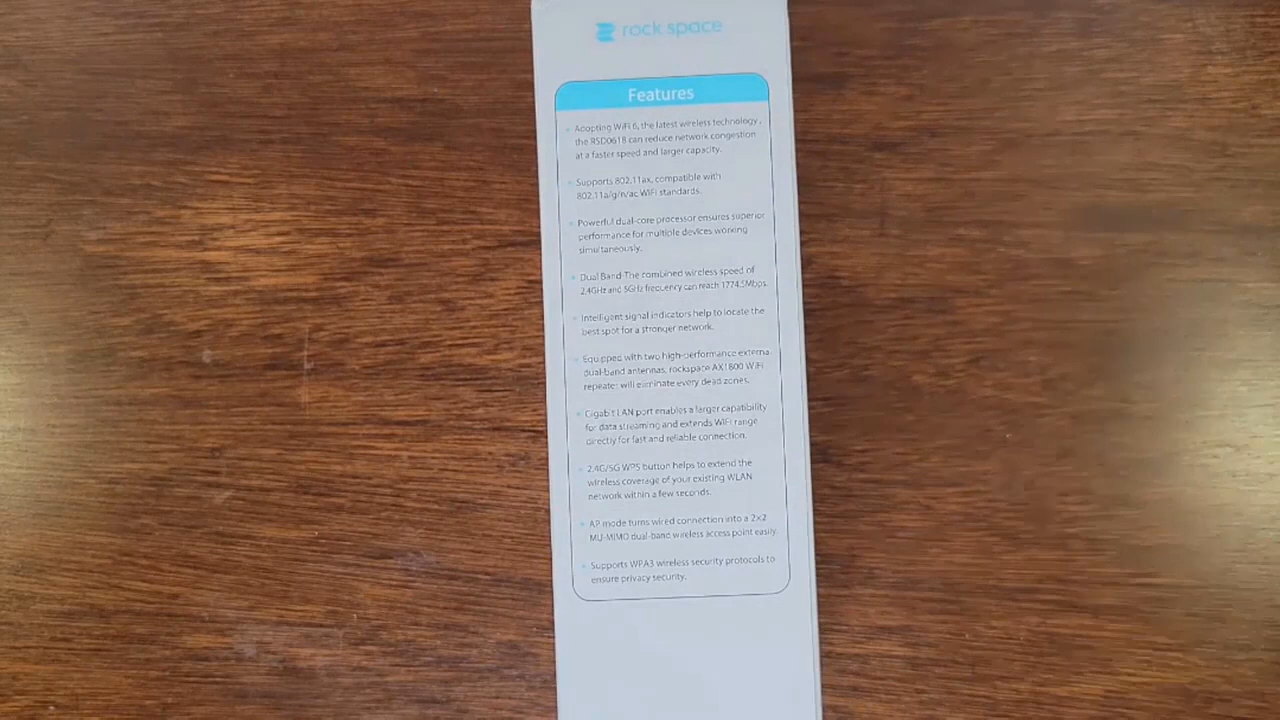 rock space
Features
Adopting WiFi 6, the latest wireless technology,
the RSD0618 can reduce network congestion
at a faster speed and larger capacity.
Supports 802.11ax, compatible with
802.11a/g/n/ac WiFi standards.
Powerful dual-core processor ensures superior
performance for multiple devices working
simultaneously.
Dual Band-The combined wireless speed of
2.4GHz and 5GHz frequency can reach 1774.5Mbps.
Intelligent signal indicators help to locate the
best spot for a stronger network.
Equipped with two high-performance external
dual-band antennas, rockspace AX1800 WiFi
repeater will eliminate every dead zones.
Gigabit LAN port enables a larger capability
for data streaming and extends WiFi range
directly for fast and reliable connection.
2.4G/5G WPS button helps to extend the
wireless coverage of your existing WLAN
network within a few seconds.
AP mode turns wired connection into a 2×2
MU-MIMO dual-band wireless access point easily.
Supports WPA3 wireless security protocols to
ensure privacy security.